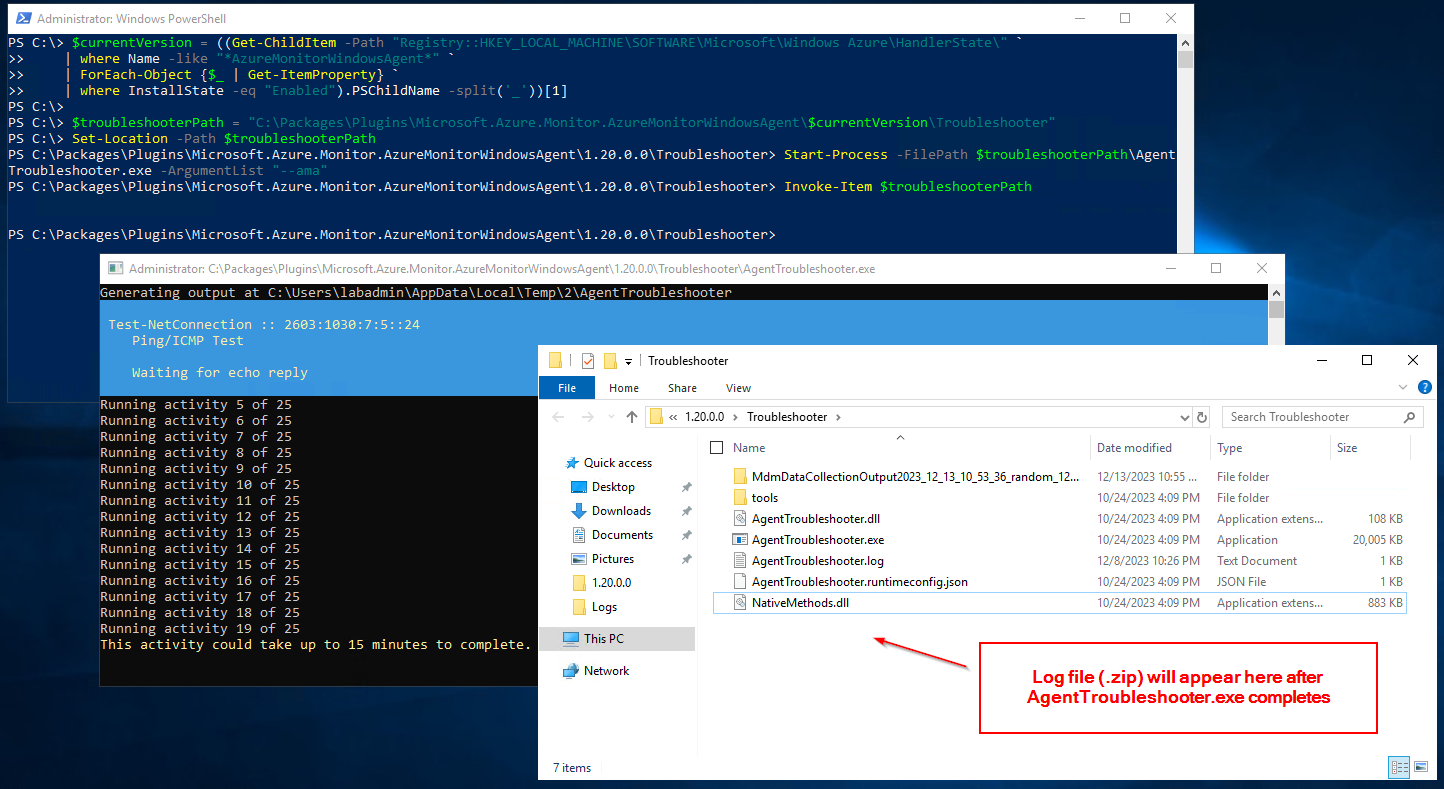 Administrator: Windows PowerShell
PS C:\> $currentVersion = ((Get-ChildItem -Path "Registry::HKEY_LOCAL_MACHINE\SOFTWARE\Microsoft\Windows Azure\HandlerState\" `
>> | where Name -like "*AzureMonitorWindowsAgent*" `
>> | ForEach-Object {$_ | Get-ItemProperty} `
>> | where InstallState -eq "Enabled").PSChildName -split('_'))[1]
PS C:\>
PS C:\> $troubleshooterPath = "C:\Packages\Plugins\Microsoft.Azure.Monitor.AzureMonitorWindowsAgent\$currentVersion\Troubleshooter"
PS C:\> Set-Location -Path $troubleshooterPath
PS C:\Packages\Plugins\Microsoft.Azure.Monitor.AzureMonitorWindowsAgent\1.20.0.0\Troubleshooter> Start-Process -FilePath $troubleshooterPath\Agent
Troubleshooter.exe -ArgumentList "--ama"
PS C:\Packages\Plugins\Microsoft.Azure.Monitor.AzureMonitorWindowsAgent\1.20.0.0\Troubleshooter> Invoke-Item $troubleshooterPath
PS C:\Packages\Plugins\Microsoft.Azure.Monitor.AzureMonitorWindowsAgent\1.20.0.0\Troubleshooter>
Administrator: C:\Packages\Plugins\Microsoft.Azure.Monitor.AzureMonitorWindowsAgent\1.20.0.0\Troubleshooter\AgentTroubleshooter.exe
Generating output at C:\Users\labadmin\AppData\Local\Temp\2\AgentTroubleshooter
Test-NetConnection :: 2603:1030:7:5::24
Ping/ICMP Test
Waiting for echo reply
Running activity 5 of 25
Running activity 6 of 25
Running activity 7 of 25
Running activity 8 of 25
Running activity 9 of 25
Running activity 10 of 25
Running activity 11 of 25
Running activity 12 of 25
Running activity 13 of 25
Running activity 14 of 25
Running activity 15 of 25
Running activity 16 of 25
Running activity 17 of 25
Running activity 18 of 25
Running activity 19 of 25
This activity could take up to 15 minutes to complete.
Troubleshooter
File Home Share View
« 1.20.0.0 > Troubleshooter >
Search Troubleshooter
Quick access
Desktop
Downloads
Documents
Pictures
1.20.0.0
Logs
This PC
Network
Name Date modified Type Size
MdmDataCollectionOutput2023_12_13_10_53_36_random_12... 12/13/2023 10:55 ... File folder
tools 10/24/2023 4:09 PM File folder
AgentTroubleshooter.dll 10/24/2023 4:09 PM Application extens... 108 KB
AgentTroubleshooter.exe 10/24/2023 4:09 PM Application 20,005 KB
AgentTroubleshooter.log 12/8/2023 10:26 PM Text Document 1 KB
AgentTroubleshooter.runtimeconfig.json 10/24/2023 4:09 PM JSON File 1 KB
NativeMethods.dll 10/24/2023 4:09 PM Application extens... 883 KB
Log file (.zip) will appear here after
AgentTroubleshooter.exe completes
7 items